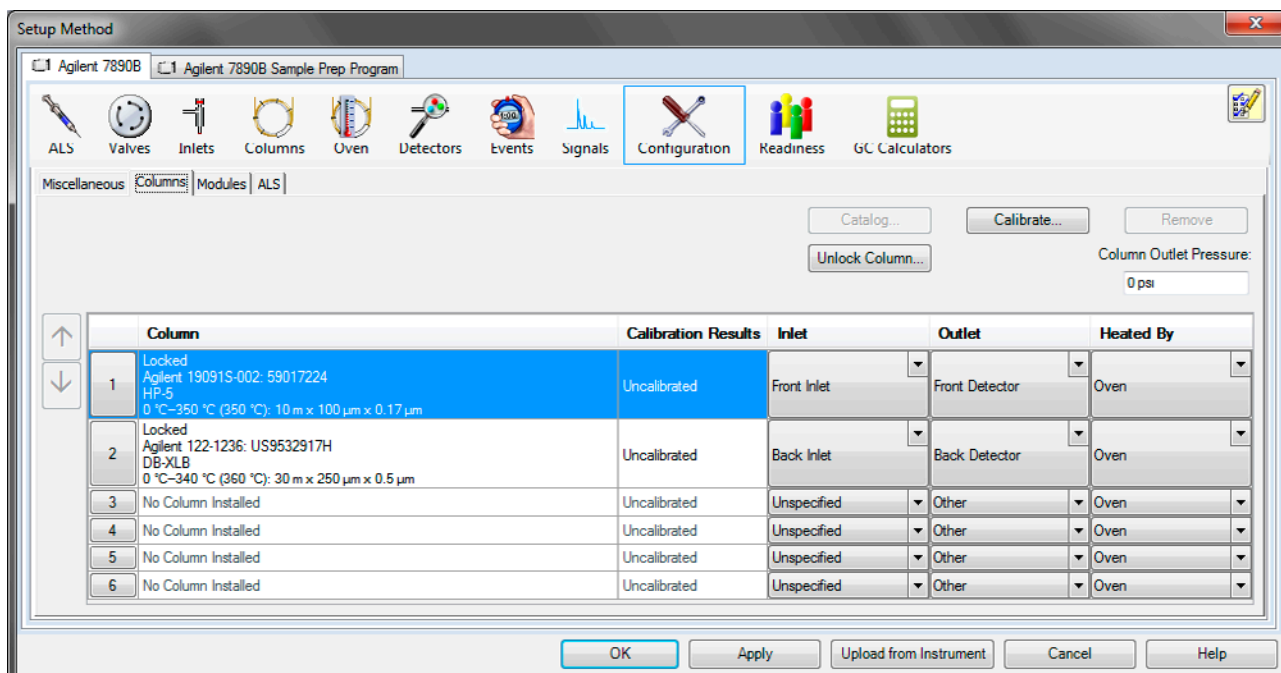 Setup Method
Agilent 7890B
Agilent 7890B Sample Prep Program
ALS Valves Inlets Columns Oven Detectors Events Signals Configuration Readiness GC Calculators
Miscellaneous Columns Modules ALS
Catalog... Calibrate... Remove
Unlock Column... Column Outlet Pressure:
0 psi
Column Calibration Results Inlet Outlet Heated By
Locked
Agilent 19091S-002: 59017224
1 HP-5 Uncalibrated Front Inlet Front Detector Oven
0 °C–350 °C (350 °C): 10 m x 100 µm x 0.17 µm
Locked
Agilent 122-1236: US9532917H
2 DB-XLB Uncalibrated Back Inlet Back Detector Oven
0 °C–340 °C (360 °C): 30 m x 250 µm x 0.5 µm
3 No Column Installed Uncalibrated Unspecified Other Oven
4 No Column Installed Uncalibrated Unspecified Other Oven
5 No Column Installed Uncalibrated Unspecified Other Oven
6 No Column Installed Uncalibrated Unspecified Other Oven
OK Apply Upload from Instrument Cancel Help